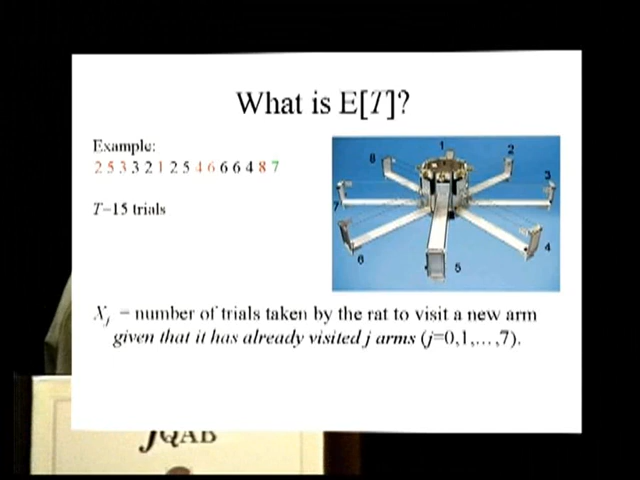 What is E[T]?
Example:
2 5 3 3 2 1 2 5 4 6 6 6 4 8 7
T=15 trials
1
2
8
3
7
4
6
5
Xj = number of trials taken by the rat to visit a new arm
given that it has already visited j arms (j=0,1,...,7).
JQAB